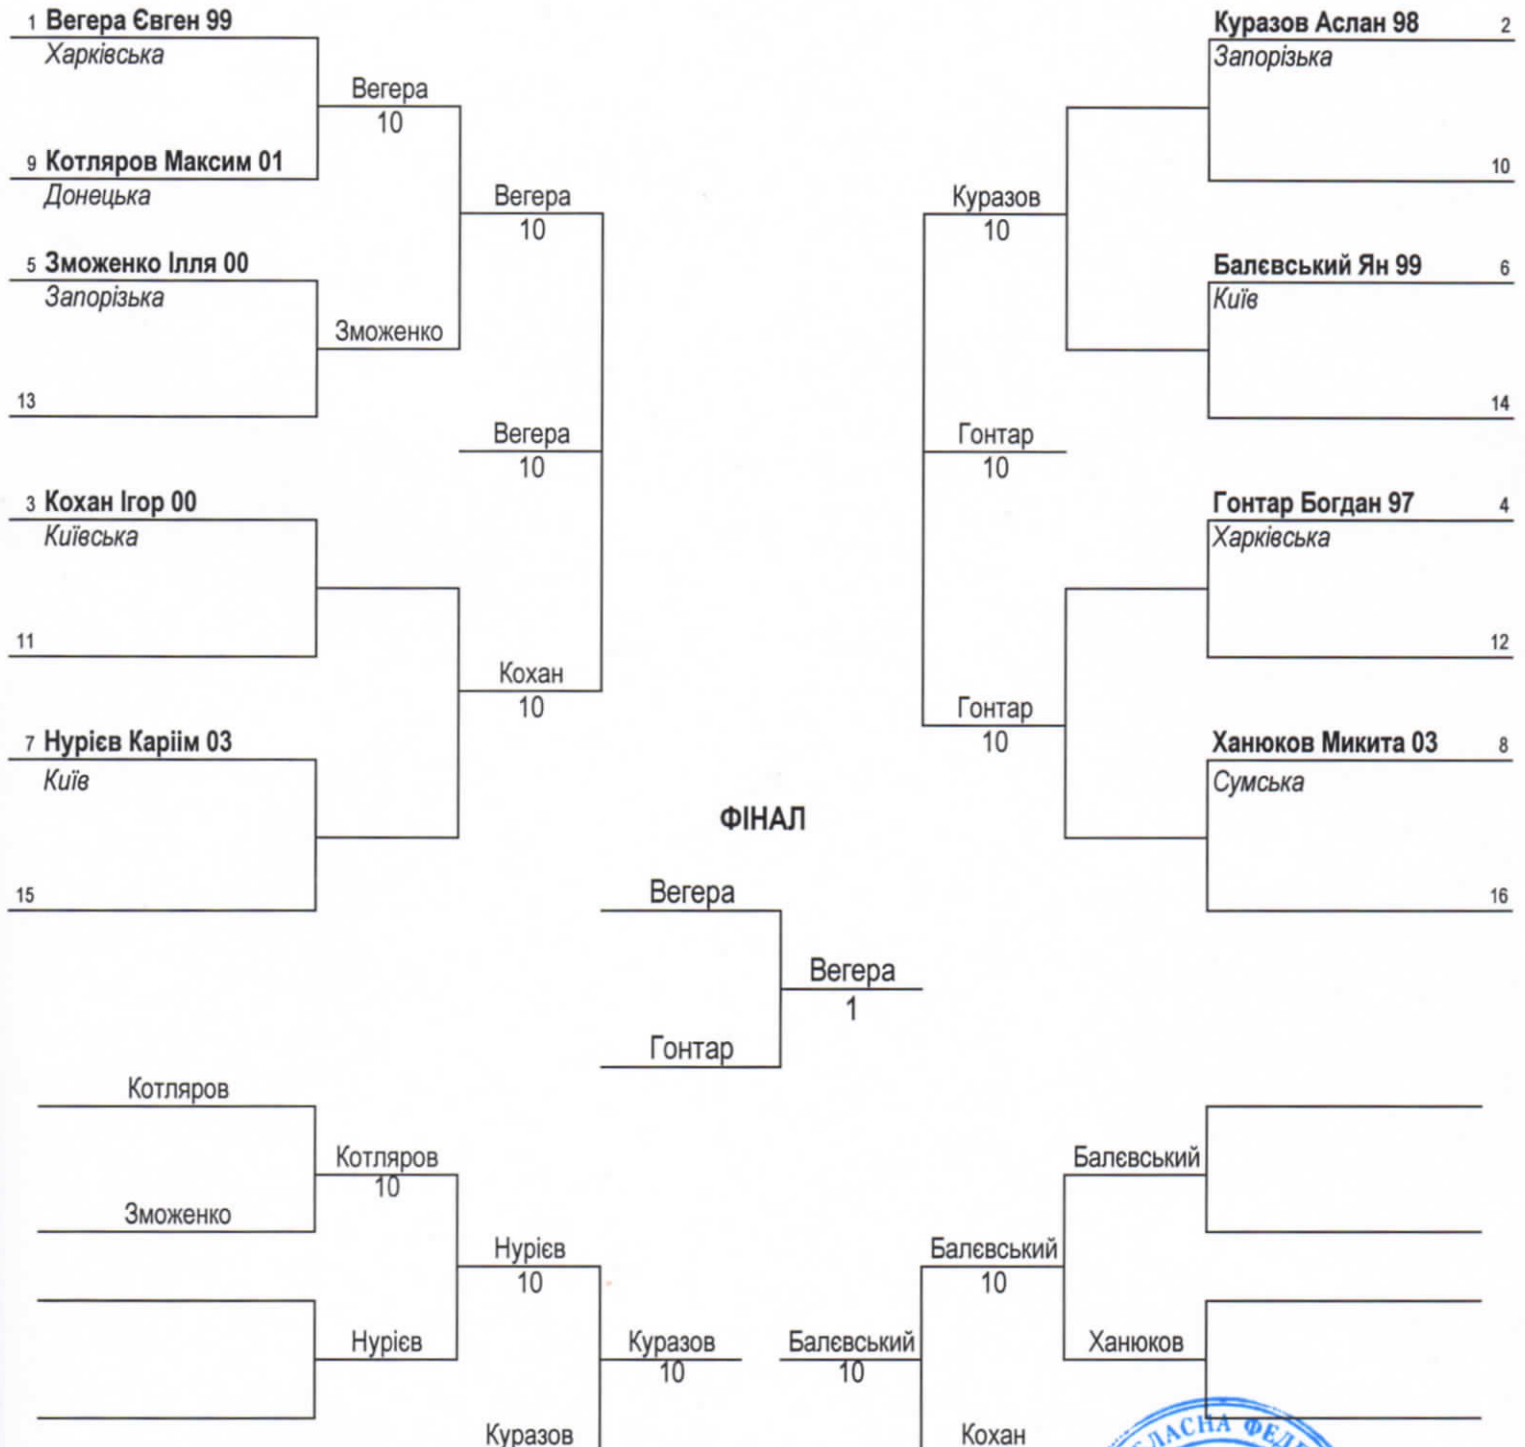 1 Вегера Євген 99
Харківська
9 Котляров Максим 01
Донецька
5 Зможенко Ілля 00
Запорізька
13
3 Кохан Ігор 00
Київська
11
7 Нурієв Каріім 03
Київ
15
Вегера
10
Зможенко
Вегера
10
Вегера
10
Кохан
10
Куразов Аслан 98 2
Запорізька
10
Балєвський Ян 99 6
Київ
14
Гонтар Богдан 97 4
Харківська
12
Ханюков Микита 03 8
Сумська
16
Куразов
10
Гонтар
10
Гонтар
10
ФІНАЛ
Вегера
Гонтар
Вегера
1
Котляров
Зможенко
Котляров
10
Нурієв
Нурієв
10
Куразов
Куразов
10
Балєвський
Ханюков
Балєвський
10
Кохан
Балєвський
10